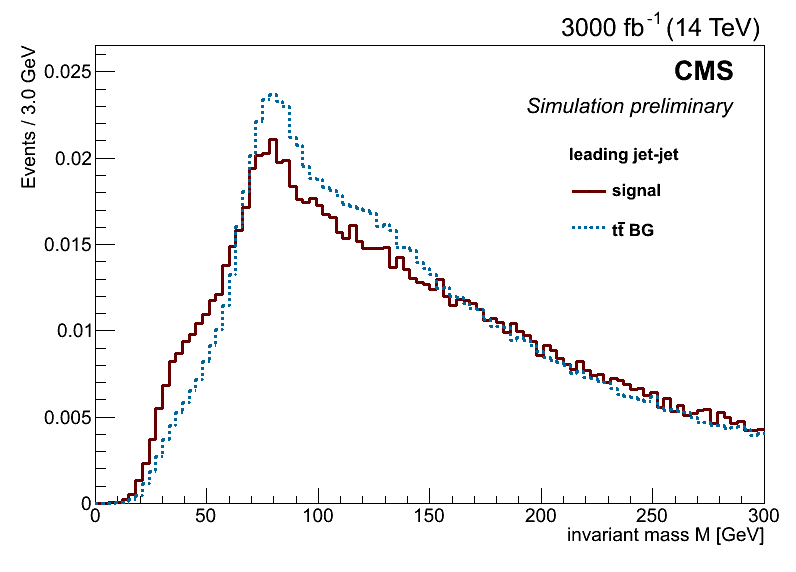 3000 fb⁻¹ (14 TeV)
Events / 3.0 GeV
CMS
Simulation preliminary
leading jet-jet
signal
tt̄ BG
0.025
0.02
0.015
0.01
0.005
0
0 50 100 150 200 250 300
invariant mass M [GeV]